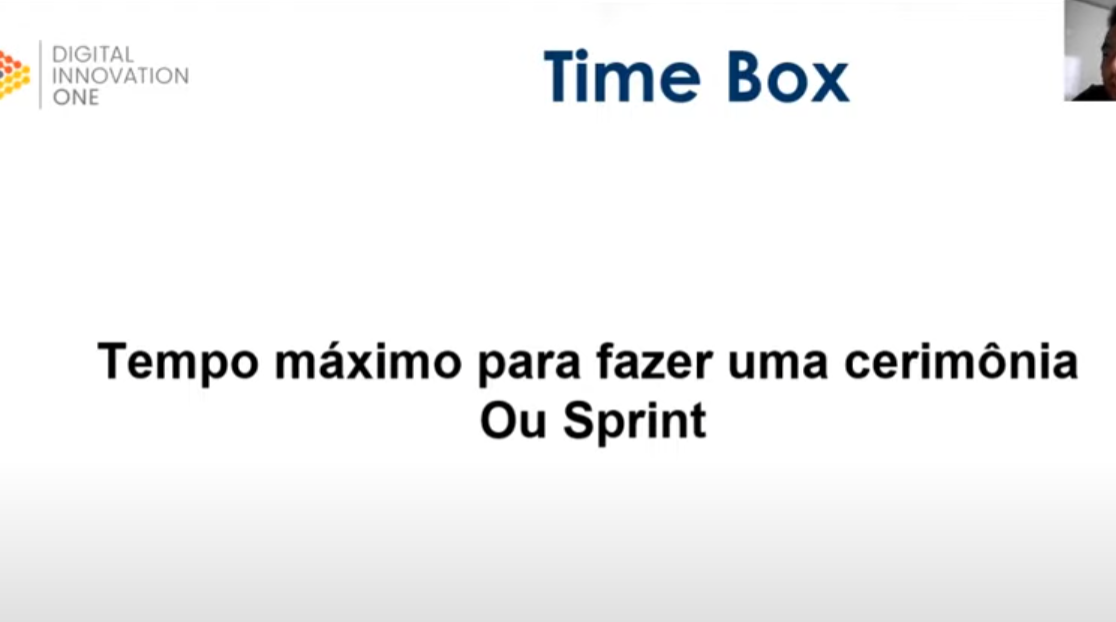 DIGITAL
INNOVATION
ONE
Time Box
Tempo máximo para fazer uma cerimônia
Ou Sprint